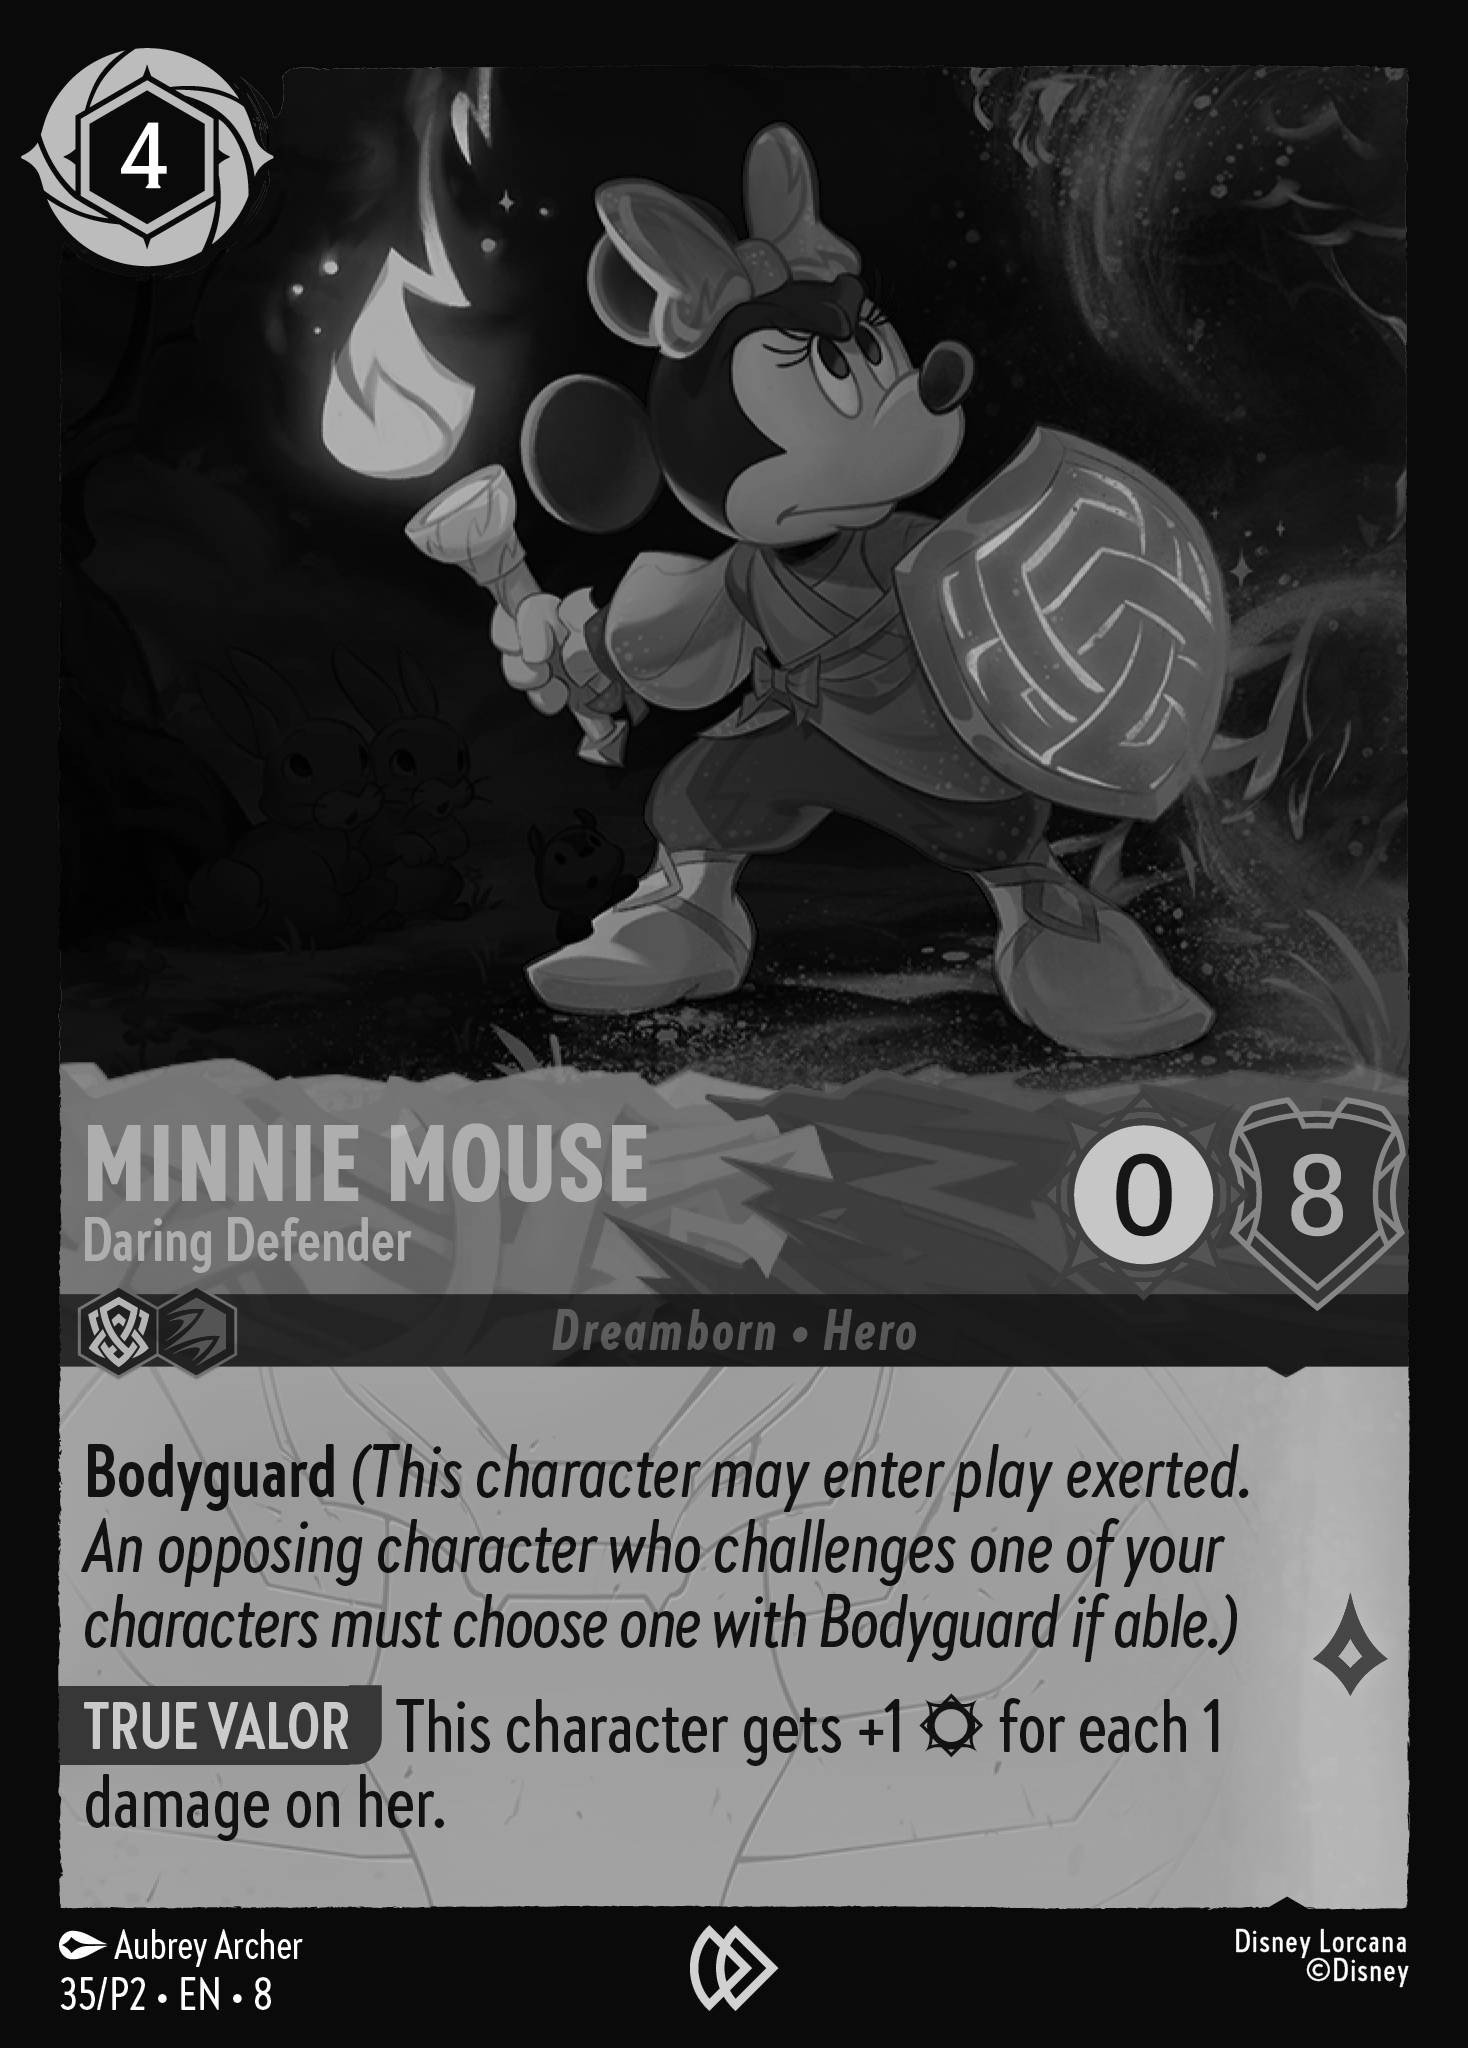 4
MINNIE MOUSE
Daring Defender
0
8
Dreamborn • Hero
Bodyguard (This character may enter play exerted.
An opposing character who challenges one of your
characters must choose one with Bodyguard if able.)
TRUE VALOR This character gets +1 for each 1
damage on her.
Aubrey Archer
35/P2 • EN • 8
Disney Lorcana
©Disney